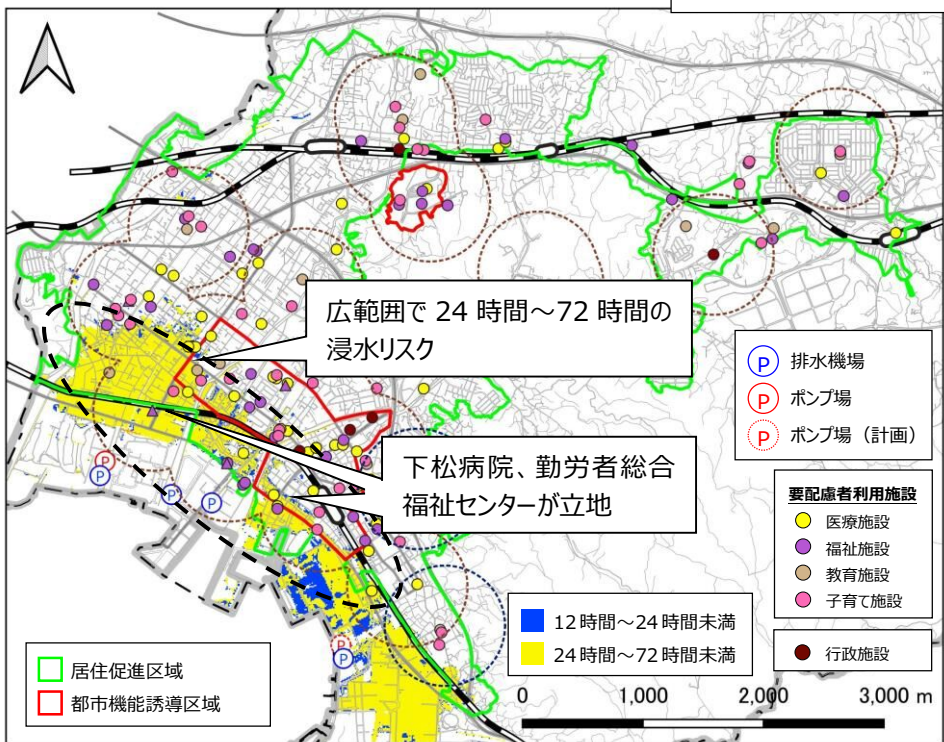 広範囲で 24 時間～72 時間の
浸水リスク
P 排水機場
P ポンプ場
P ポンプ場（計画）
下松病院、勤労者総合
福祉センターが立地
要配慮者利用施設
医療施設
福祉施設
教育施設
子育て施設
行政施設
P
P
P
P
P
P
12 時間～24 時間未満
24 時間～72 時間未満
居住促進区域
都市機能誘導区域
0 1,000 2,000 3,000 m